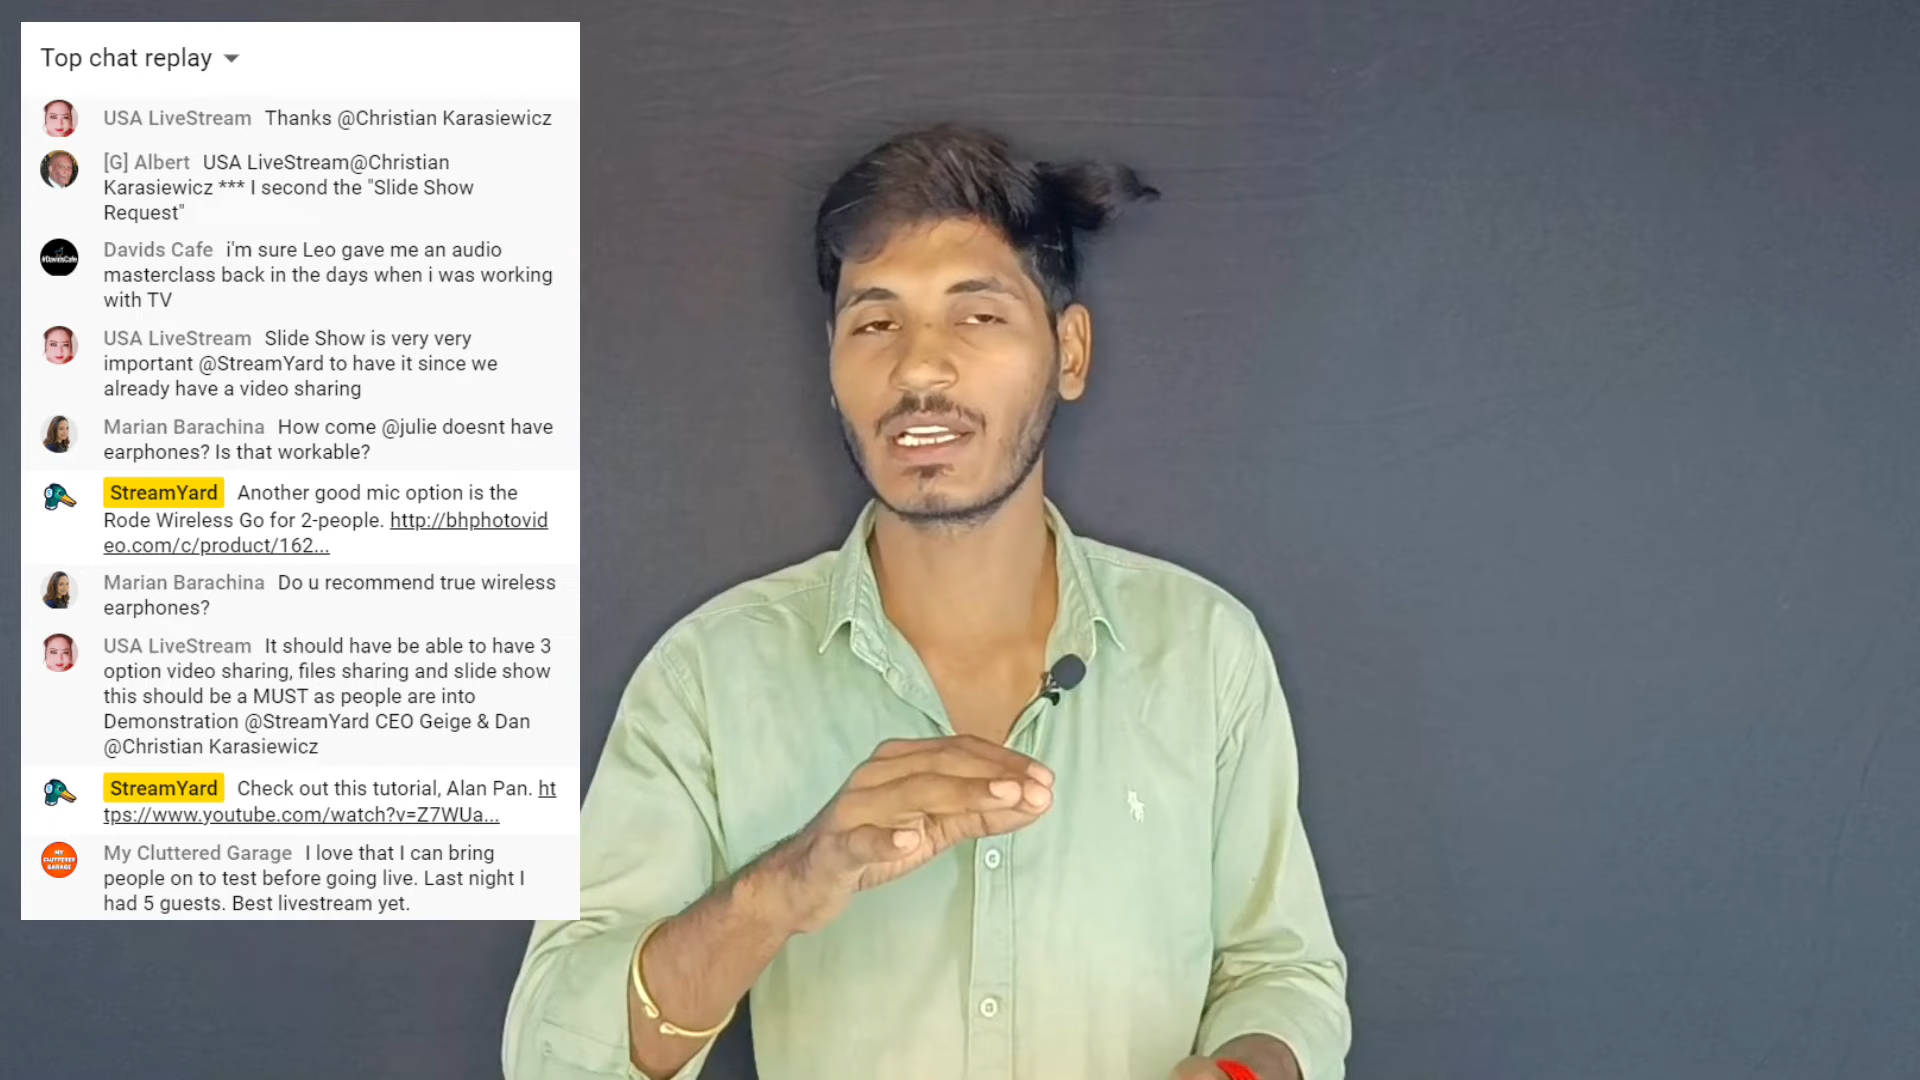 Top chat replay
USA LiveStream Thanks @Christian Karasiewicz
[G] Albert USA LiveStream@Christian
Karasiewicz *** I second the "Slide Show
Request"
#DavidsCafe
Davids Cafe i'm sure Leo gave me an audio
masterclass back in the days when i was working
with TV
USA LiveStream Slide Show is very very
important @StreamYard to have it since we
already have a video sharing
Marian Barachina How come @julie doesnt have
earphones? Is that workable?
StreamYard Another good mic option is the
Rode Wireless Go for 2-people. http://bhphotovid
eo.com/c/product/162...
Marian Barachina Do u recommend true wireless
earphones?
USA LiveStream It should have be able to have 3
option video sharing, files sharing and slide show
this should be a MUST as people are into
Demonstration @StreamYard CEO Geige & Dan
@Christian Karasiewicz
StreamYard Check out this tutorial, Alan Pan. ht
tps://www.youtube.com/watch?v=Z7WUa...
MY
CLUTTERED
GARAGE
My Cluttered Garage I love that I can bring
people on to test before going live. Last night I
had 5 guests. Best livestream yet.